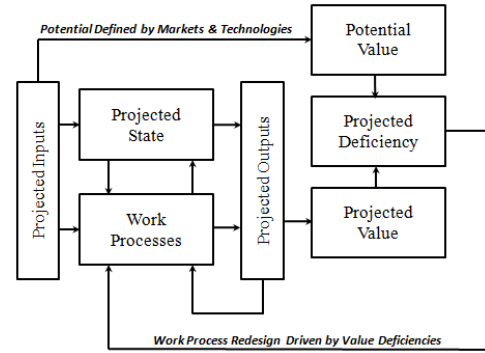 Potential Defined by Markets & Technologies
Potential
Value
Projected Inputs
Projected
State
Projected Outputs
Projected
Deficiency
Work
Processes
Projected
Value
Work Process Redesign Driven by Value Deficiencies